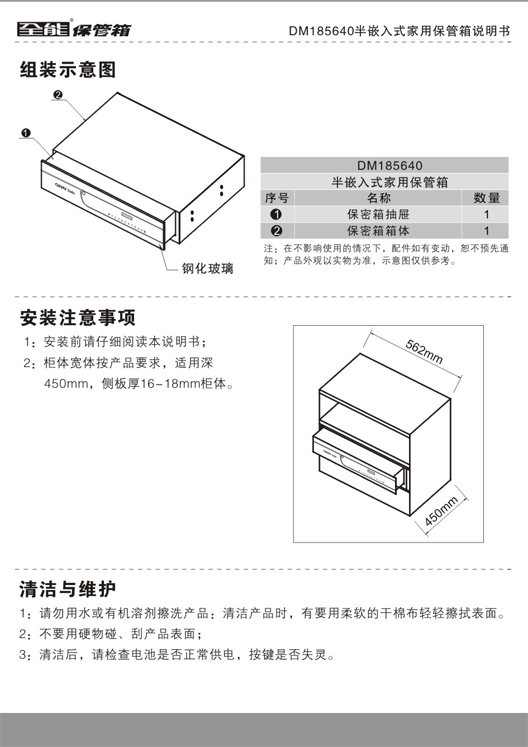 全能®保管箱
DM185640半嵌入式家用保管箱说明书
组装示意图
❷
❶
钢化玻璃
DM185640
半嵌入式家用保管箱
序号 名称 数量
❶ 保密箱抽屉 1
❷ 保密箱箱体 1
注：在不影响使用的情况下，配件如有变动，恕不预先通
知；产品外观以实物为准，示意图仅供参考。
安装注意事项
1：安装前请仔细阅读本说明书；
2：柜体宽体按产品要求，适用深
450mm，侧板厚16-18mm柜体。
562mm
450mm
清洁与维护
1：请勿用水或有机溶剂擦洗产品；清洁产品时，有要用柔软的干棉布轻轻擦拭表面。
2：不要用硬物碰、刮产品表面；
3：清洁后，请检查电池是否正常供电，按键是否失灵。